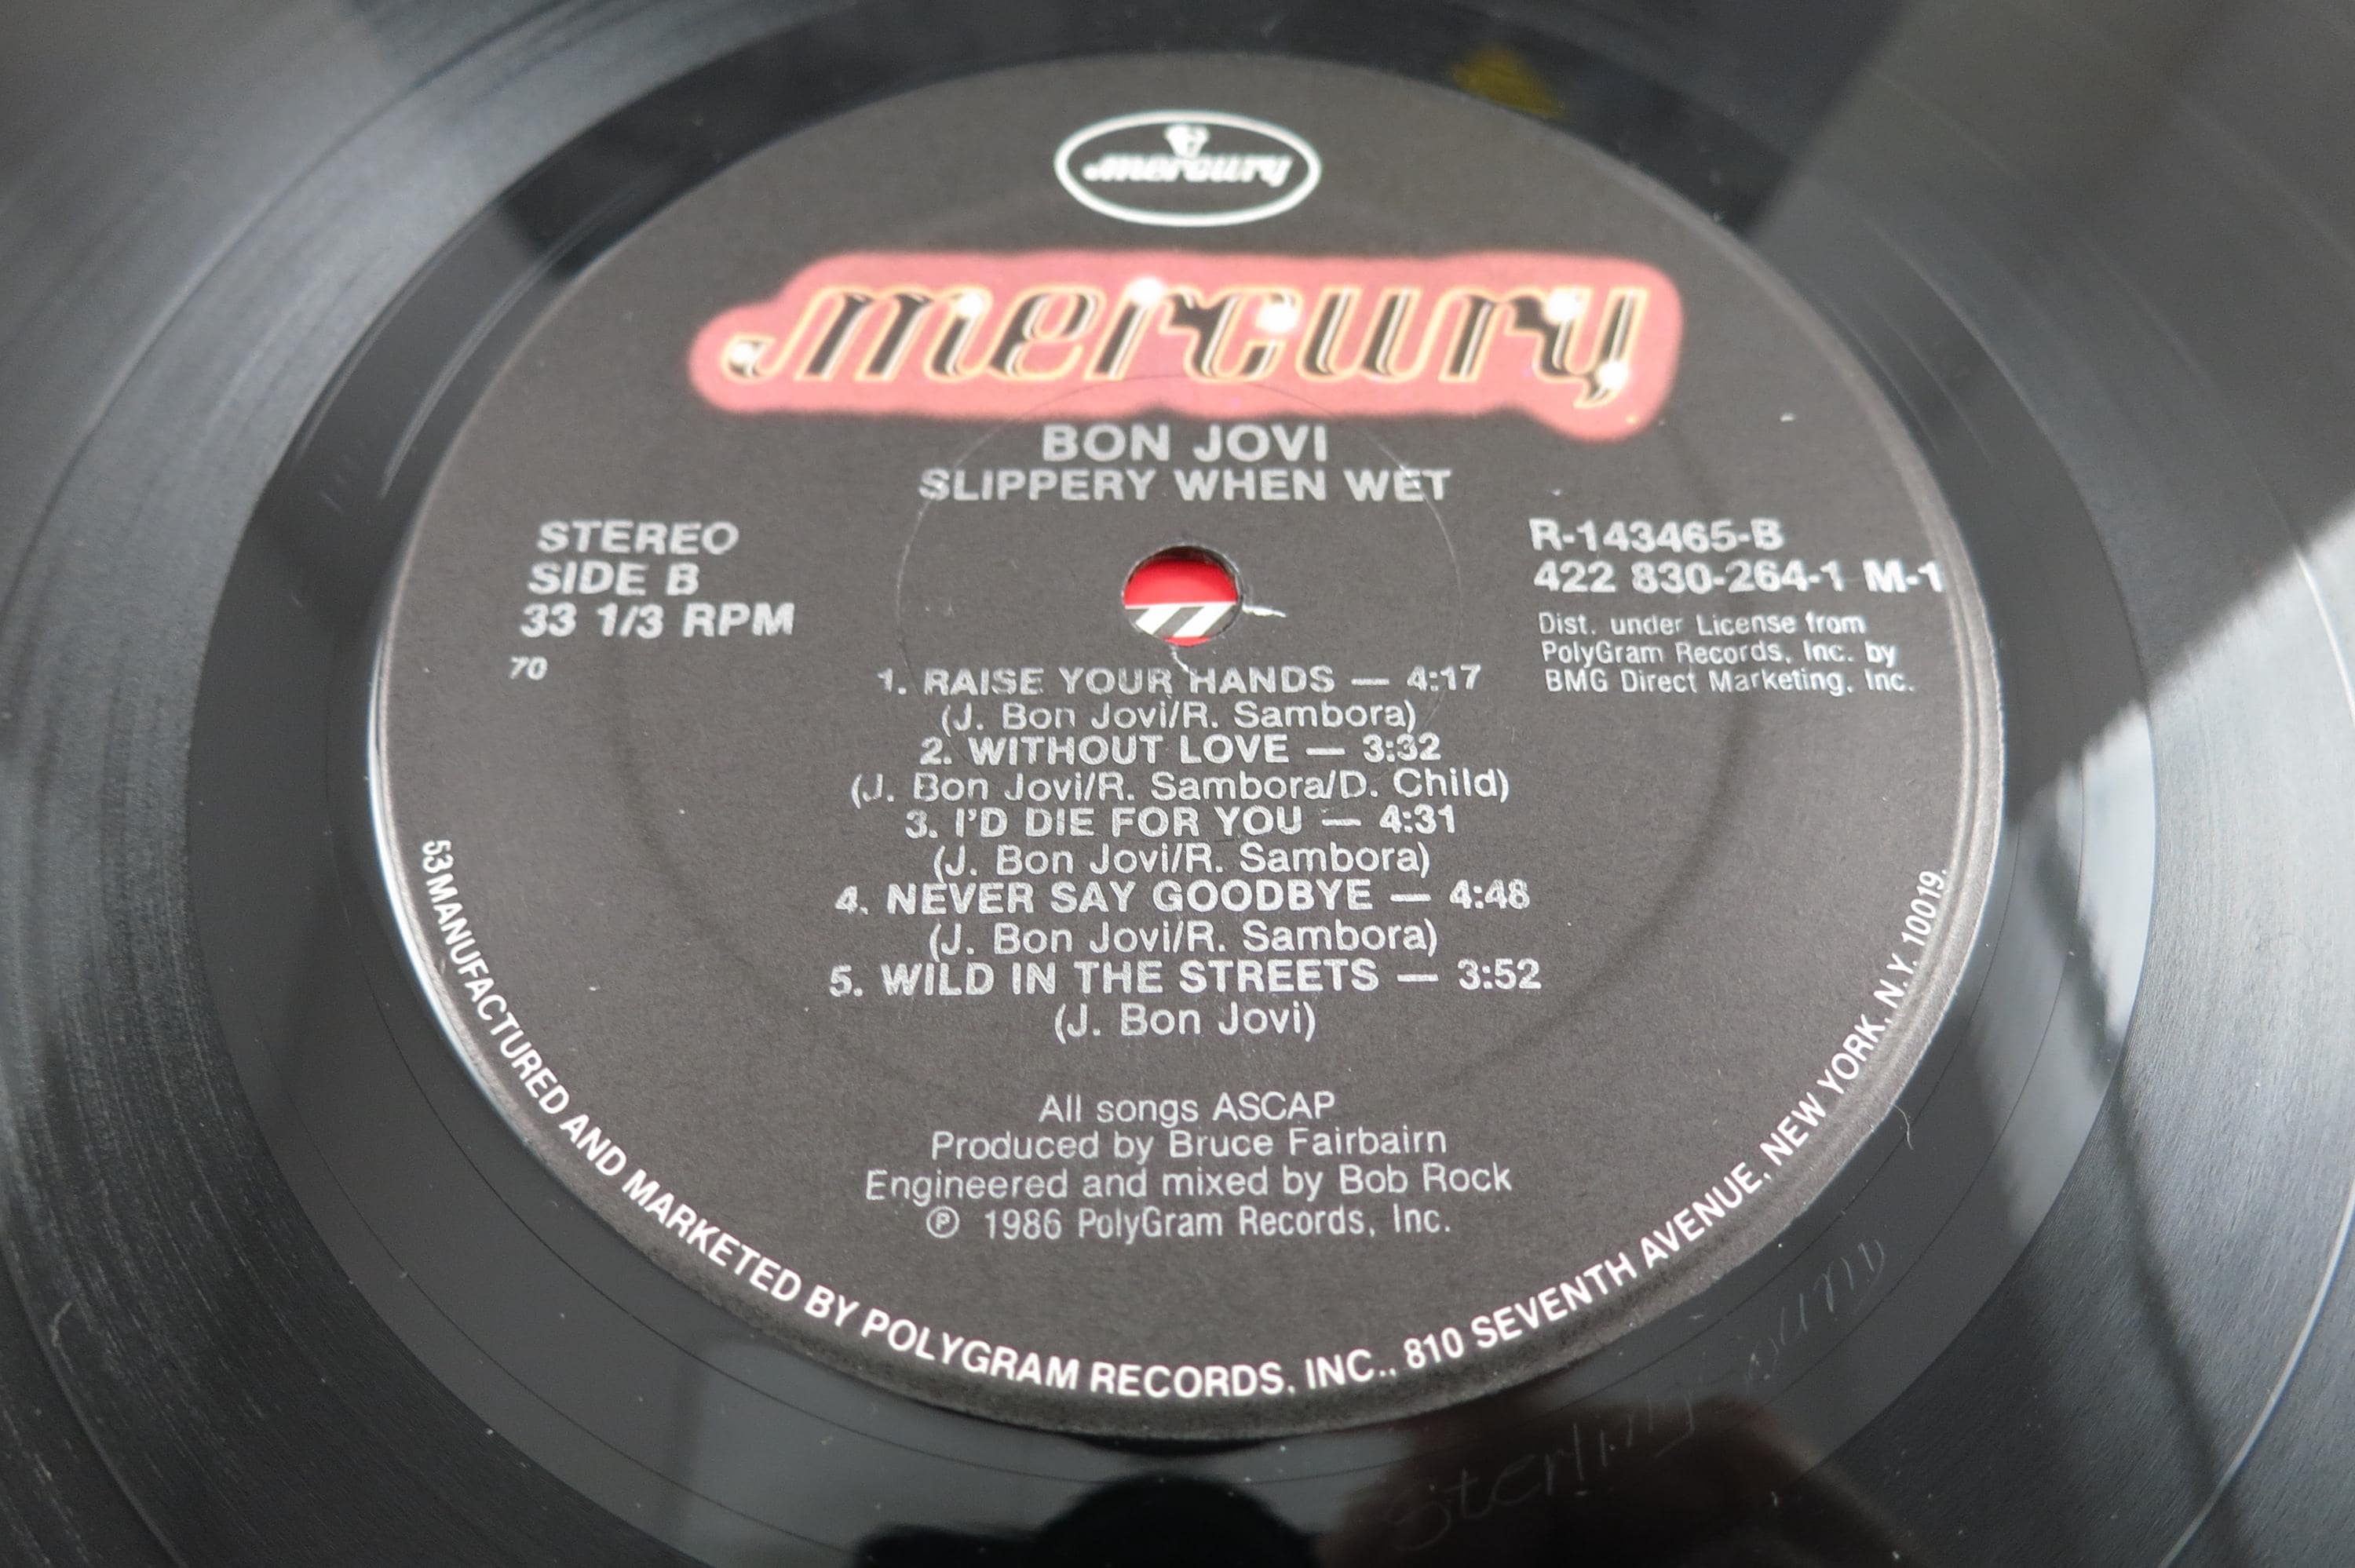 mercury
mercury
BON JOVI
SLIPPERY WHEN WET
STEREO
SIDE B
33 1/3 RPM
70
R-143465-B
422 830-264-1 M-1
Dist. under License from
PolyGram Records, Inc. by
BMG Direct Marketing, Inc.
1. RAISE YOUR HANDS — 4:17
(J. Bon Jovi/R. Sambora)
2. WITHOUT LOVE — 3:32
(J. Bon Jovi/R. Sambora/D. Child)
3. I'D DIE FOR YOU — 4:31
(J. Bon Jovi/R. Sambora)
4. NEVER SAY GOODBYE — 4:48
(J. Bon Jovi/R. Sambora)
5. WILD IN THE STREETS — 3:52
(J. Bon Jovi)
All songs ASCAP
Produced by Bruce Fairbairn
Engineered and mixed by Bob Rock
℗ 1986 PolyGram Records, Inc.
53 MANUFACTURED AND MARKETED BY POLYGRAM RECORDS, INC., 810 SEVENTH AVENUE, NEW YORK, N.Y. 10019.
Sterling